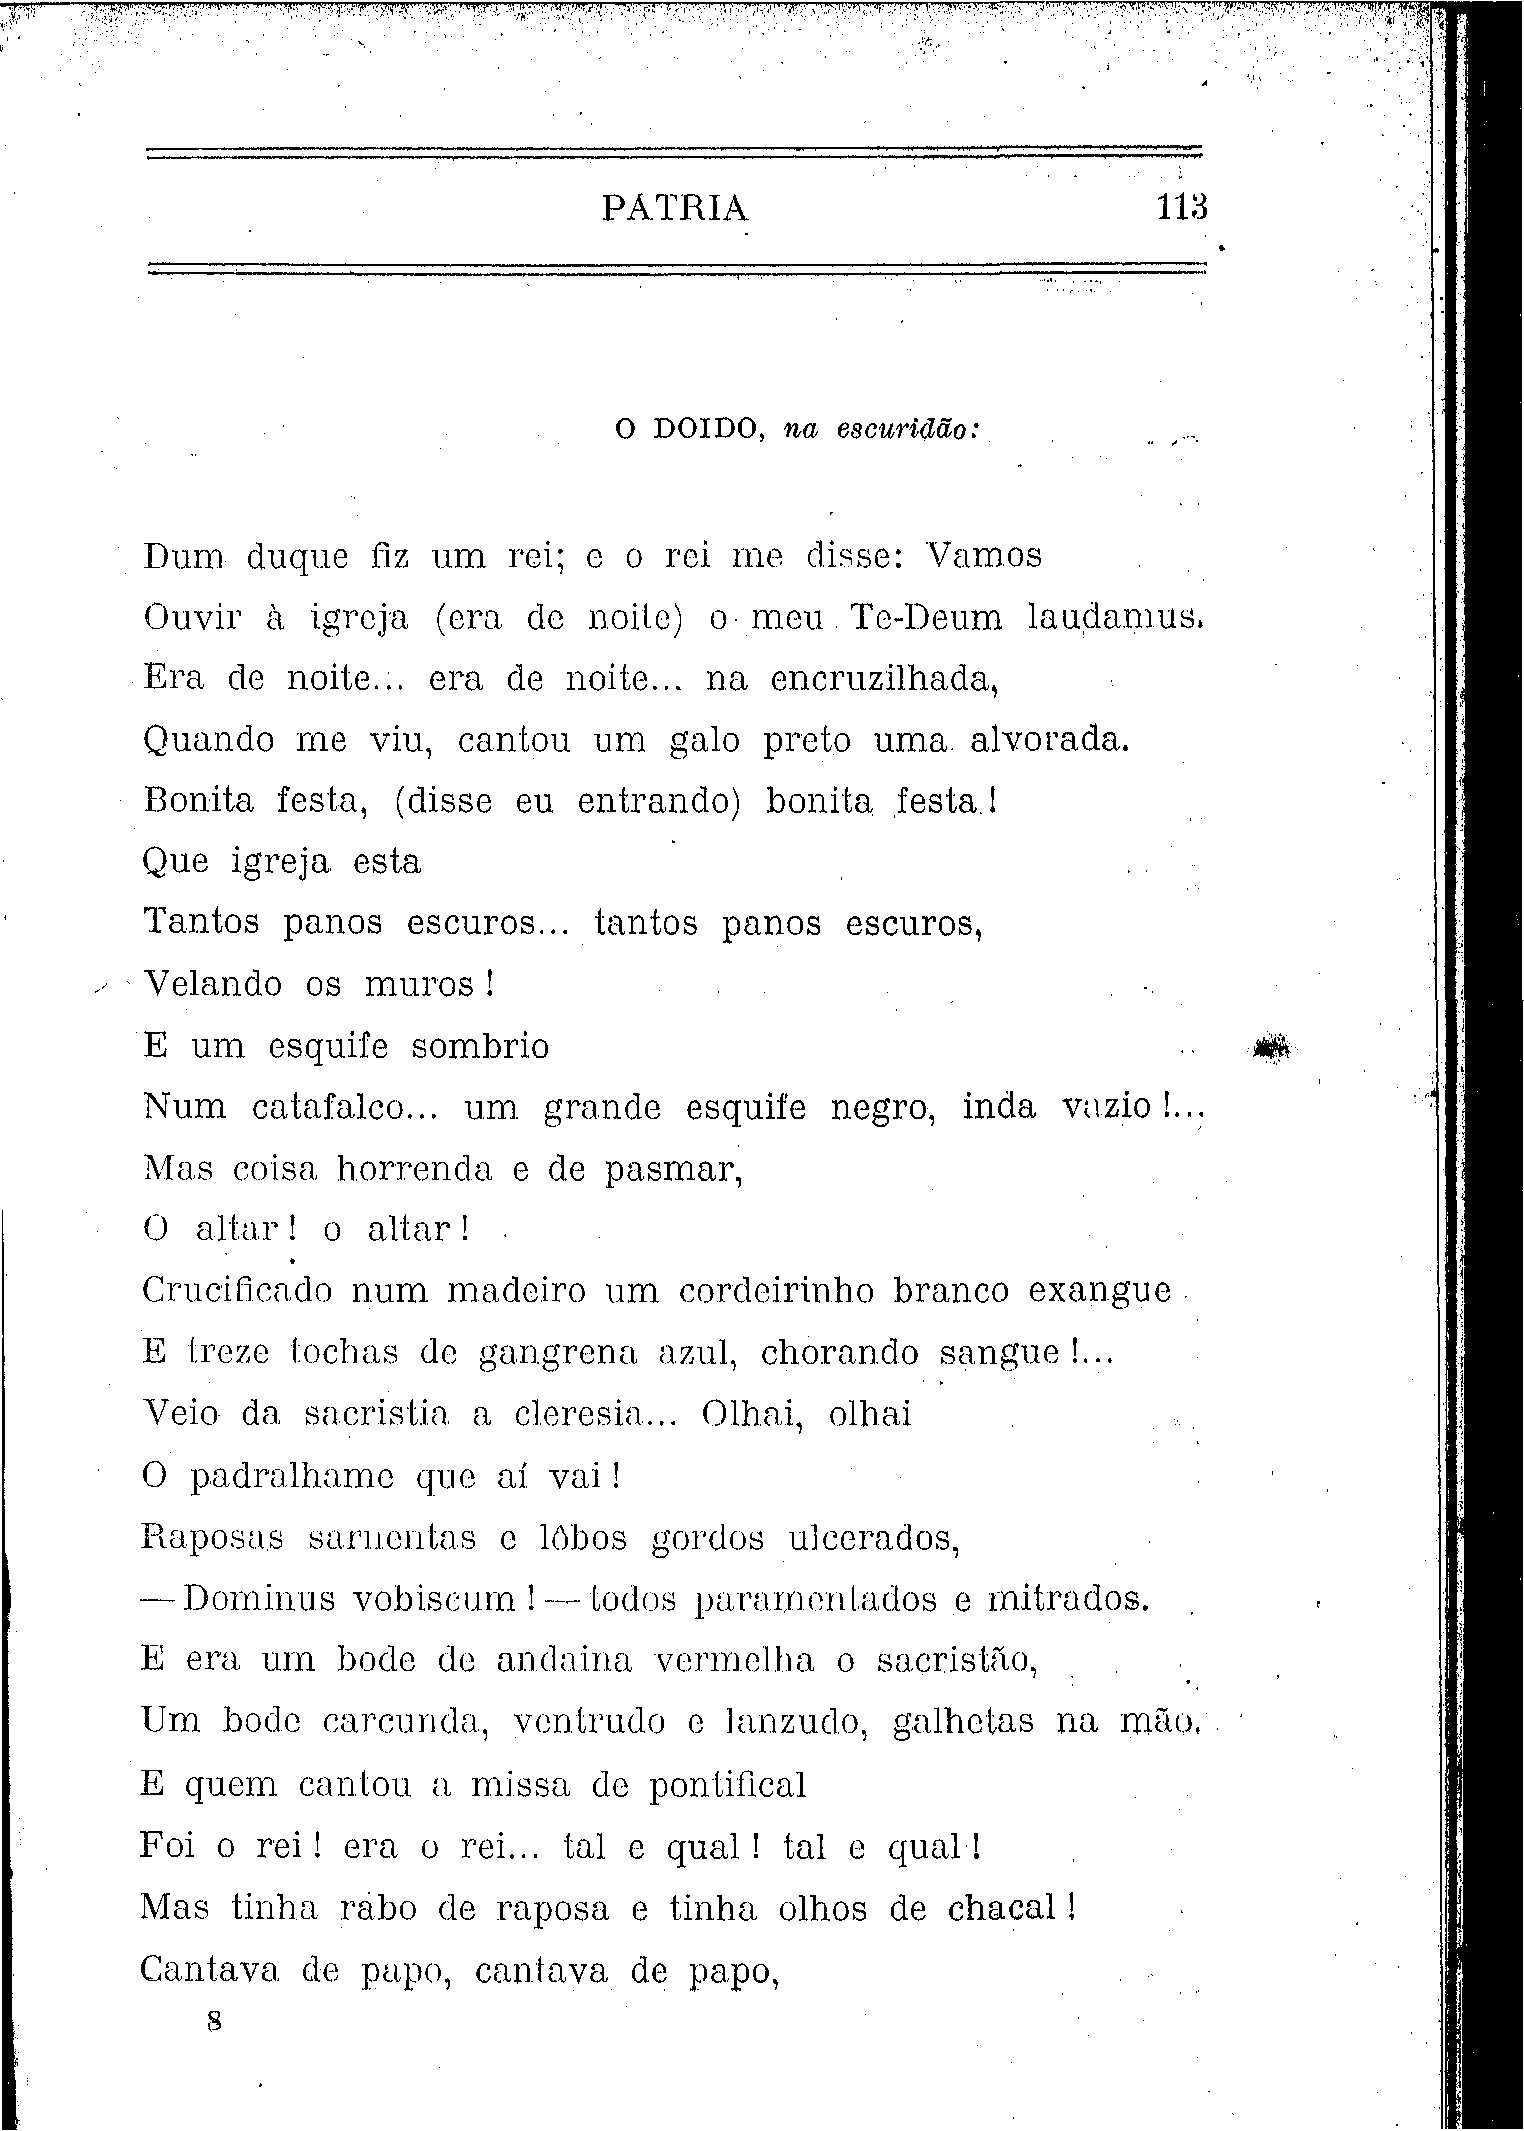 PÁTRIA 113
O DOIDO, na escuridão:
Dum duque fiz um rei; e o rei me disse: Vamos
Ouvir à igreja (era de noite) o meu Te-Deum laudamus.
Era de noite... era de noite... na encruzilhada,
Quando me viu, cantou um galo preto uma alvorada.
Bonita festa, (disse eu entrando) bonita festa!
Que igreja esta
Tantos panos escuros... tantos panos escuros,
Velando os muros!
E um esquife sombrio
Num catafalco... um grande esquife negro, inda vazio!...
Mas coisa horrenda e de pasmar,
O altar! o altar!
Crucificado num madeiro um cordeirinho branco exangue
E treze tochas de gangrena azul, chorando sangue!...
Veio da sacristia a cleresia... Olhai, olhai
O padralhame que aí vai!
Raposas sarnentas e lôbos gordos ulcerados,
—Dominus vobiscum!—todos paramentados e mitrados.
E era um bode de andaina vermelha o sacristão,
Um bode carcunda, ventrudo e lanzudo, galhetas na mão.
E quem cantou a missa de pontifical
Foi o rei! era o rei... tal e qual! tal e qual!
Mas tinha rabo de raposa e tinha olhos de chacal!
Cantava de papo, cantava de papo,
8